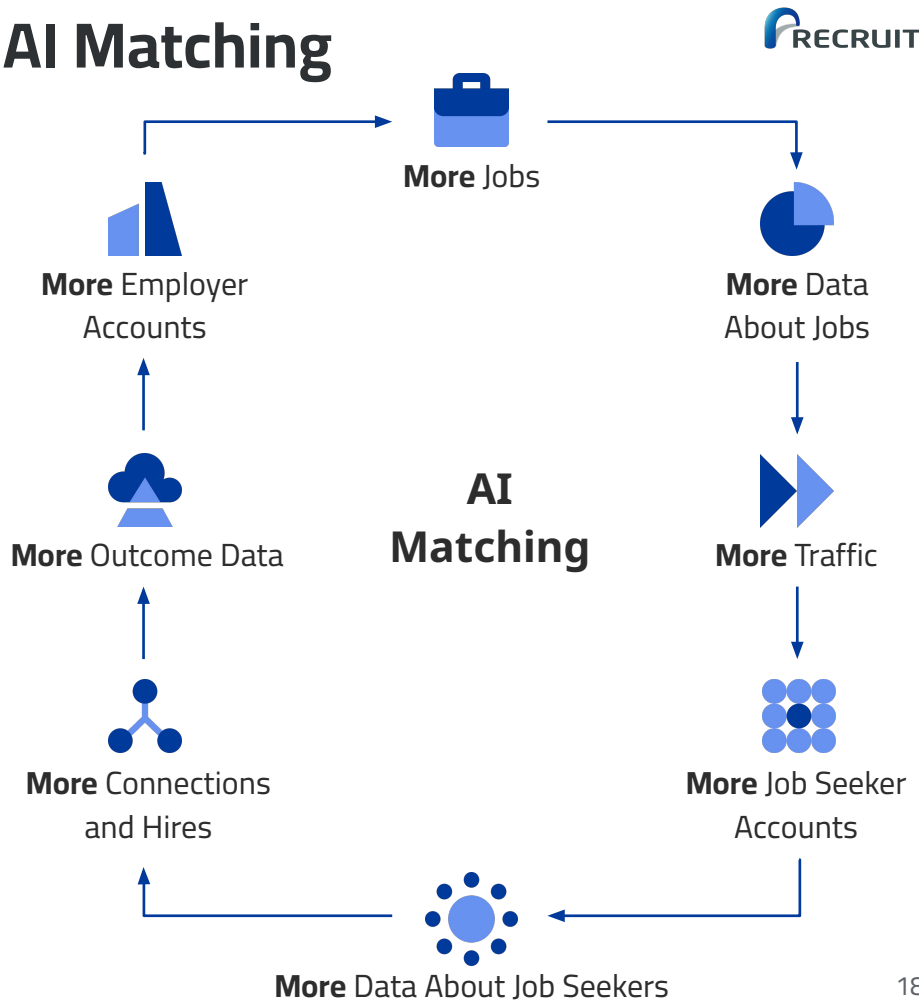 AI Matching
RECRUIT
More Jobs
More Data
About Jobs
More Traffic
More Job Seeker
Accounts
More Data About Job Seekers
More Connections
and Hires
More Outcome Data
More Employer
Accounts
AI
Matching
18